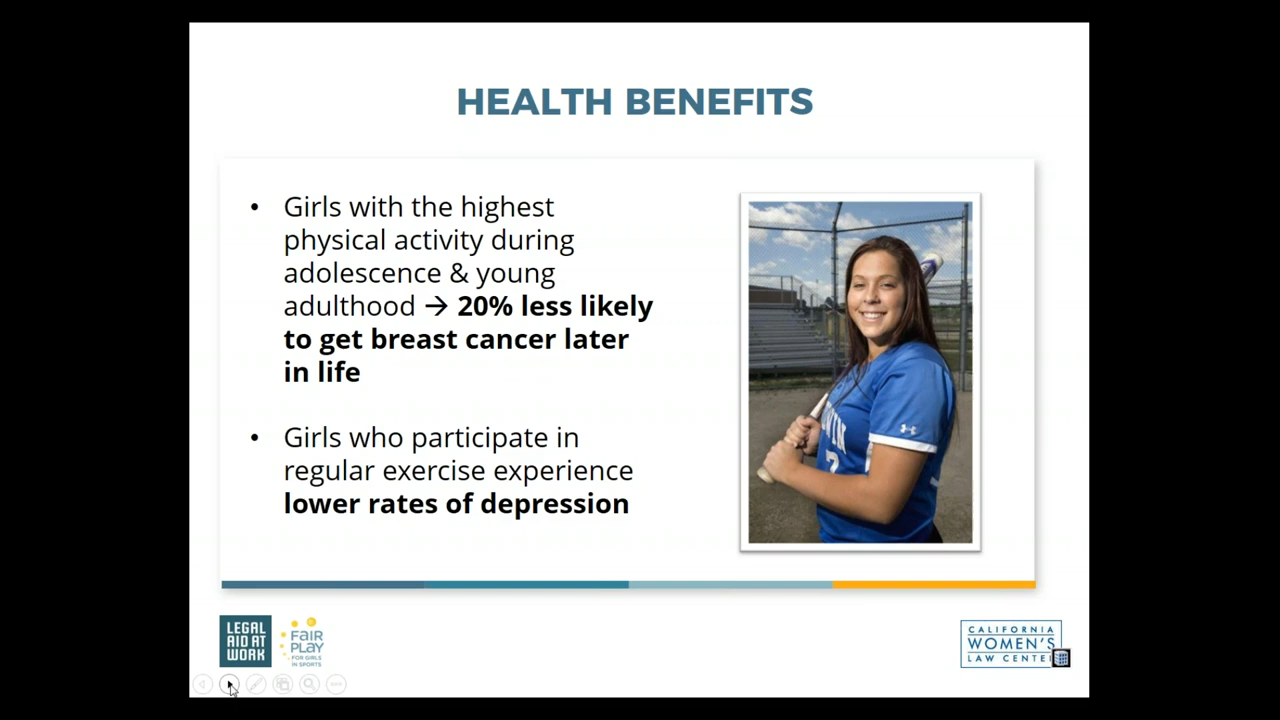 HEALTH BENEFITS
• Girls with the highest
physical activity during
adolescence & young
adulthood → 20% less likely
to get breast cancer later
in life
• Girls who participate in
regular exercise experience
lower rates of depression
LEGAL
AID AT
WORK
FAIR
PLAY
FOR GIRLS
IN SPORTS
CALIFORNIA
WOMEN'S
LAW CENTE